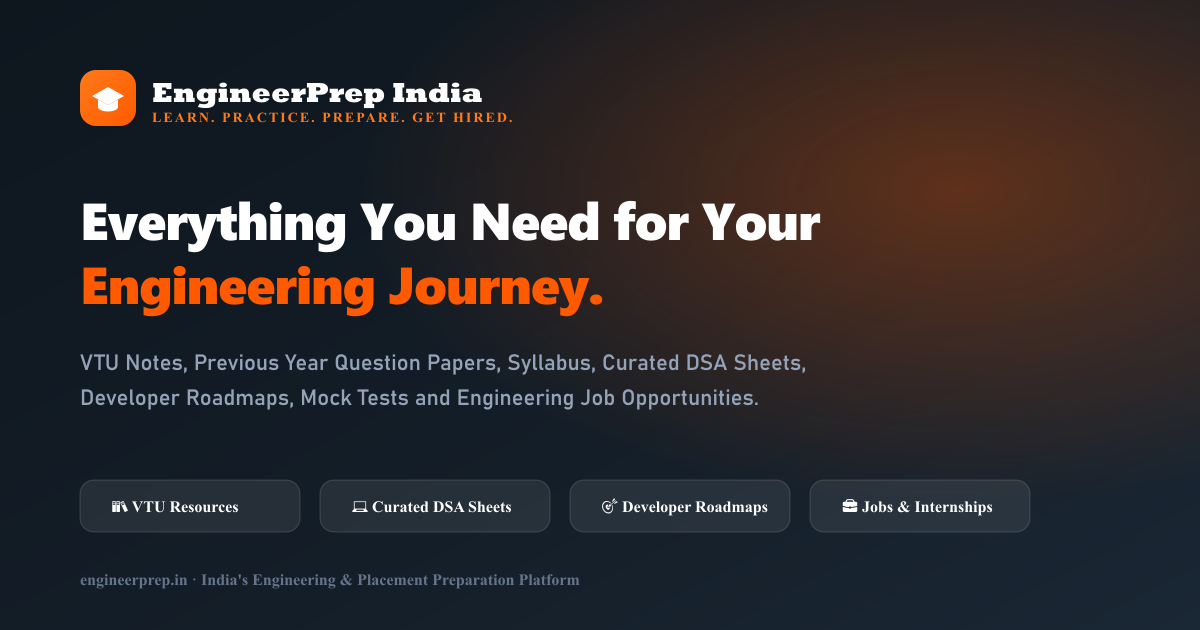 EngineerPrep India
LEARN. PRACTICE. PREPARE. GET HIRED.
Everything You Need for Your
Engineering Journey.
VTU Notes, Previous Year Question Papers, Syllabus, Curated DSA Sheets,
Developer Roadmaps, Mock Tests and Engineering Job Opportunities.
VTU Resources
Curated DSA Sheets
Developer Roadmaps
Jobs & Internships
engineerprep.in · India's Engineering & Placement Preparation Platform